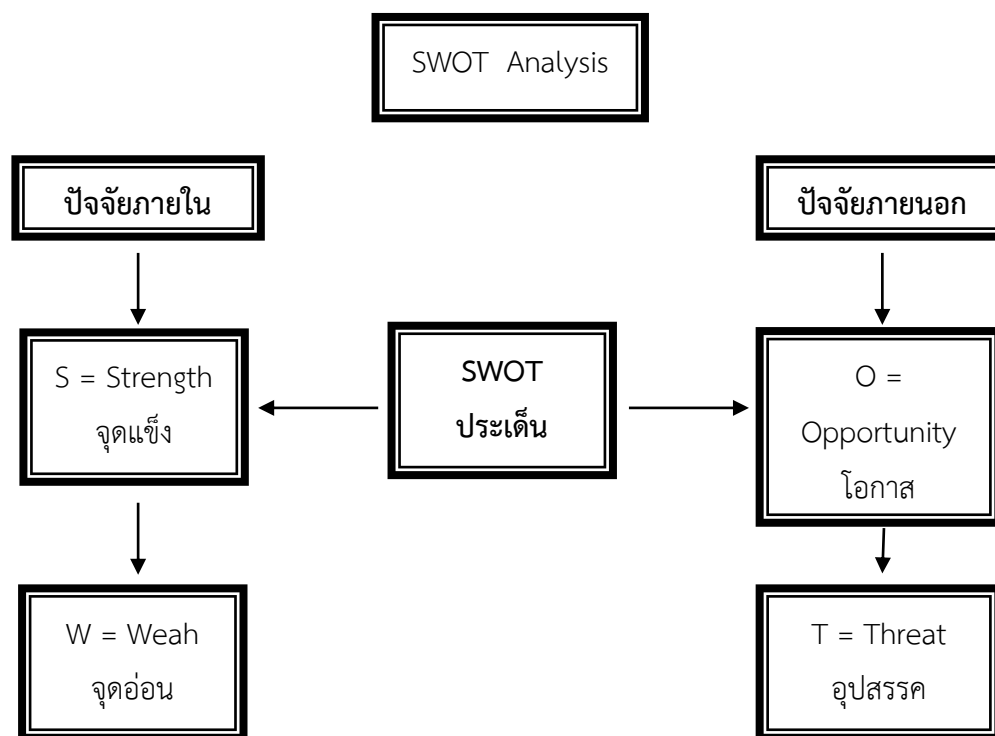 SWOT Analysis
ปัจจัยภายใน
ปัจจัยภายนอก
S = Strength
จุดแข็ง
SWOT
ประเด็น
O =
Opportunity
โอกาส
W = Weah
จุดอ่อน
T = Threat
อุปสรรค